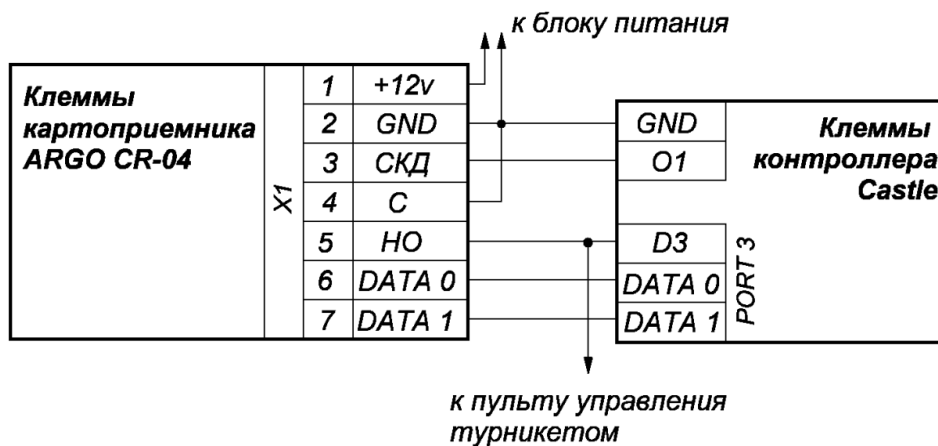 к блоку питания
Клеммы
картоприемника
ARGO CR-04
X1
1 +12v
2 GND
3 СКД
4 С
5 НО
6 DATA 0
7 DATA 1
GND
O1
D3
DATA 0
DATA 1
PORT 3
Клеммы
контроллера
Castle
к пульту управления
турникетом